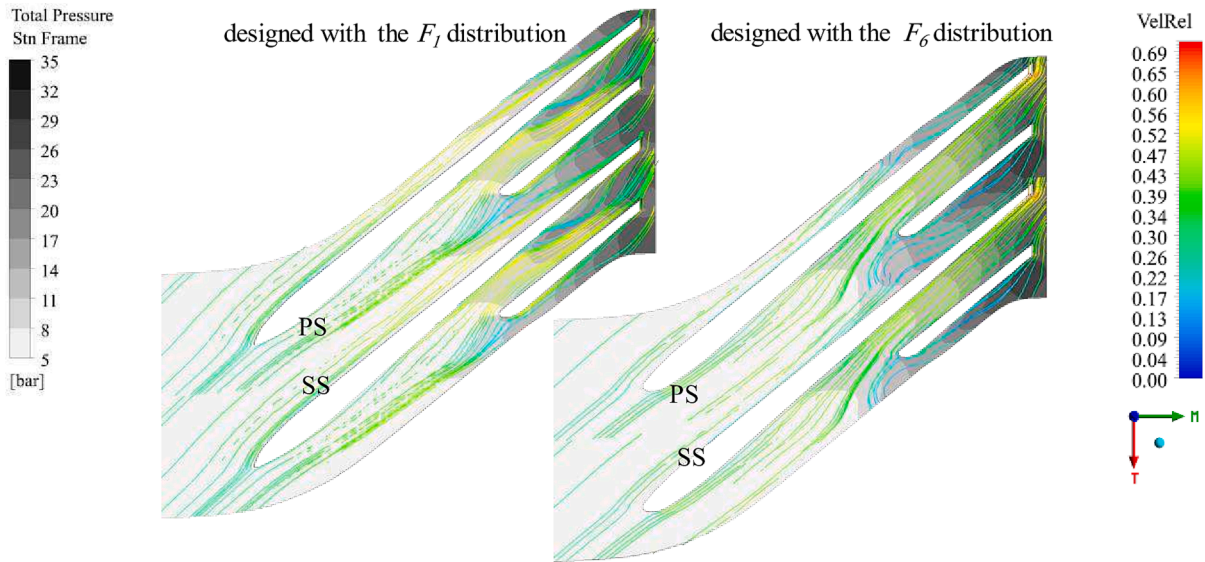 Total Pressure
Stn Frame
35
32
29
26
23
20
17
14
11
8
5
[bar]
designed with the F1 distribution
designed with the F6 distribution
PS
SS
PS
SS
VelRel
0.69
0.65
0.60
0.56
0.52
0.47
0.43
0.39
0.34
0.30
0.26
0.22
0.17
0.13
0.09
0.04
0.00
M
T